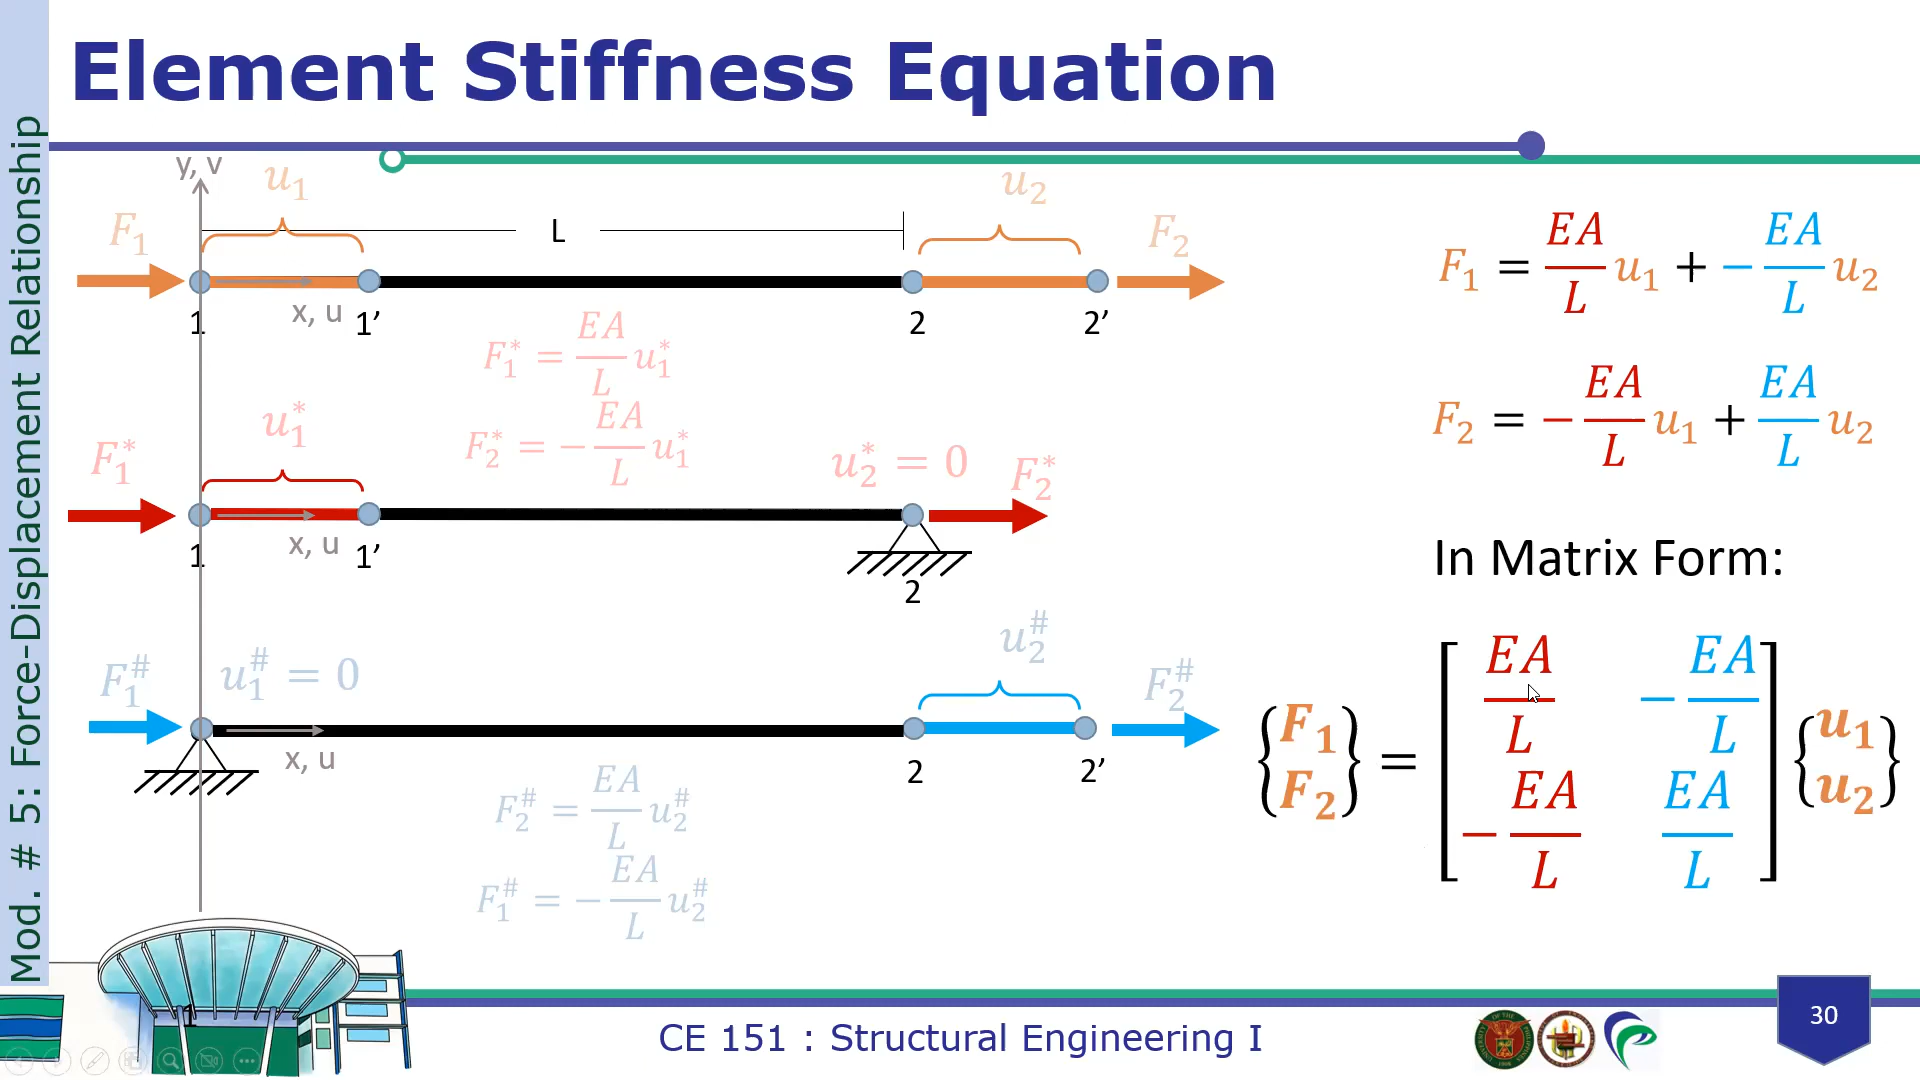 Element Stiffness Equation
Mod. # 5: Force-Displacement Relationship
y, v
u₁
L
u₂
F₁
F₂
1
x, u
1’
2
2’
F₁* = EA/L u₁*
F₂* = − EA/L u₁*
u₁*
F₁*
u₂* = 0
F₂*
1
x, u
1’
2
F₁# 
u₁# = 0
u₂#
F₂#
x, u
2
2’
F₂# = EA/L u₂#
F₁# = − EA/L u₂#
F₁ = EA/L u₁ + − EA/L u₂
F₂ = − EA/L u₁ + EA/L u₂
In Matrix Form:
{F₁ F₂} = [EA/L − EA/L
− EA/L EA/L] {u₁ u₂}
1
CE 151 : Structural Engineering I
30